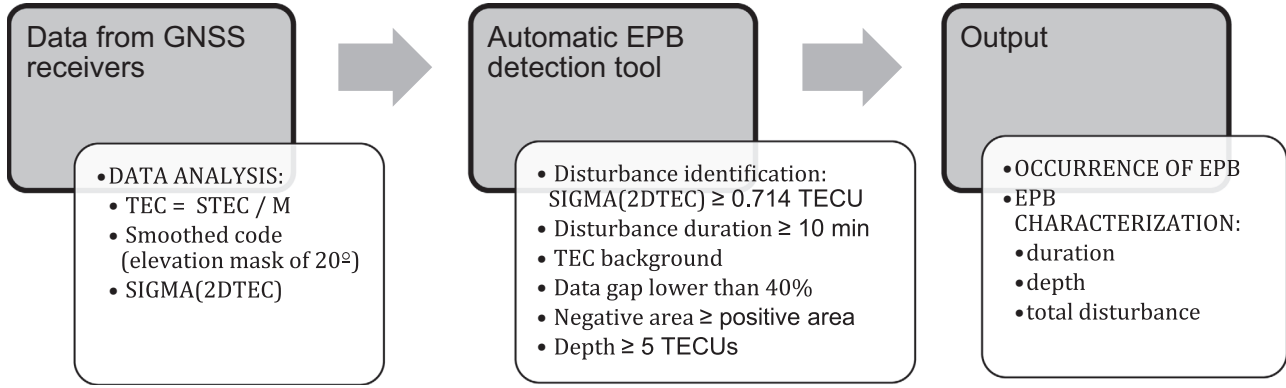 Data from GNSS
receivers
•DATA ANALYSIS:
• TEC = STEC / M
• Smoothed code
(elevation mask of 20º)
• SIGMA(2DTEC)
Automatic EPB
detection tool
• Disturbance identification:
SIGMA(2DTEC) ≥ 0.714 TECU
• Disturbance duration ≥ 10 min
• TEC background
• Data gap lower than 40%
• Negative area ≥ positive area
• Depth ≥ 5 TECUs
Output
•OCCURRENCE OF EPB
•EPB
CHARACTERIZATION:
•duration
•depth
•total disturbance